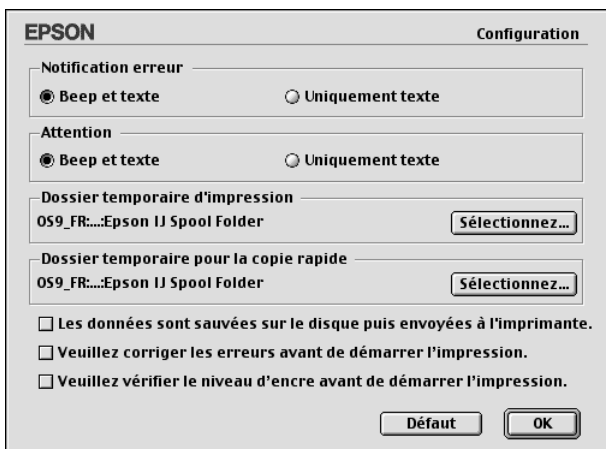 EPSON Configuration
Notification erreur
Beep et texte Uniquement texte
Attention
Beep et texte Uniquement texte
Dossier temporaire d'impression
OS9_FR:...:Epson IJ Spool Folder Sélectionnez...
Dossier temporaire pour la copie rapide
OS9_FR:...:Epson IJ Spool Folder Sélectionnez...
Les données sont sauvées sur le disque puis envoyées à l'imprimante.
Veuillez corriger les erreurs avant de démarrer l'impression.
Veuillez vérifier le niveau d'encre avant de démarrer l'impression.
Défaut OK